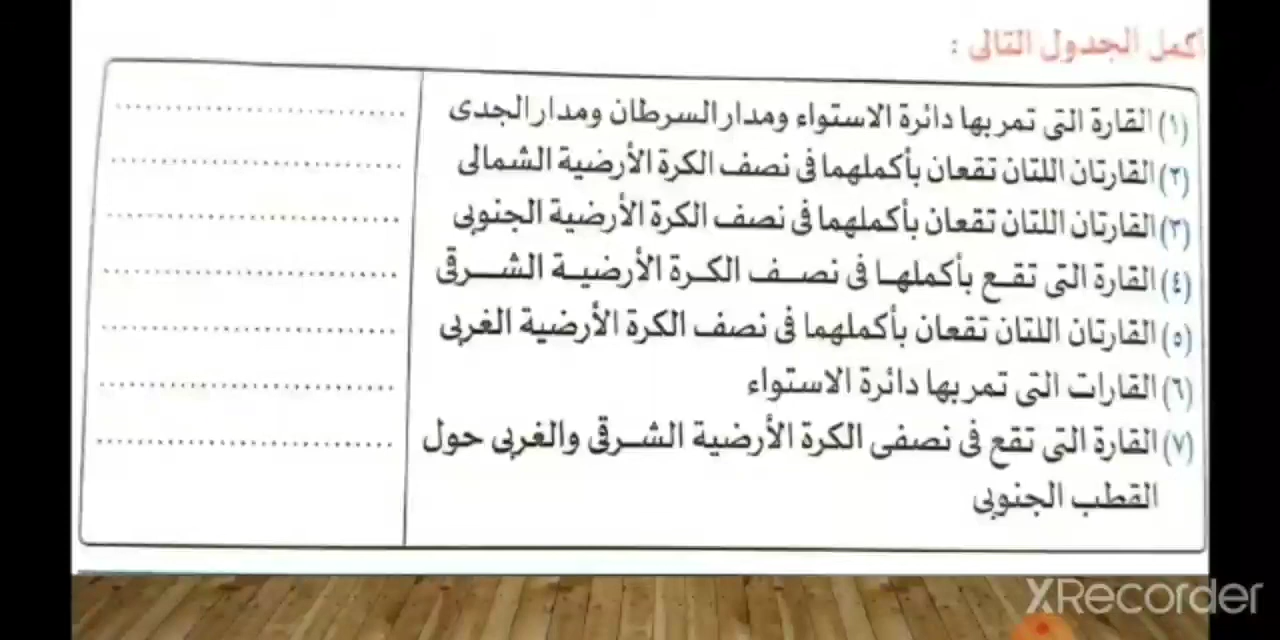 أكمل الجدول التالى :
(١) القارة التى تمر بها دائرة الاستواء ومدار السرطان ومدار الجدى ..............................
(٢) القارتان اللتان تقعان بأكملهما فى نصف الكرة الأرضية الشمالى ..............................
(٣) القارتان اللتان تقعان بأكملهما فى نصف الكرة الأرضية الجنوبى ..............................
(٤) القارة التى تقع بأكملها فى نصف الكرة الأرضية الشرقى ..............................
(٥) القارتان اللتان تقعان بأكملهما فى نصف الكرة الأرضية الغربى ..............................
(٦) القارات التى تمر بها دائرة الاستواء ..............................
(٧) القارة التى تقع فى نصفى الكرة الأرضية الشرقى والغربى حول ..............................
القطب الجنوبى
XRecorder